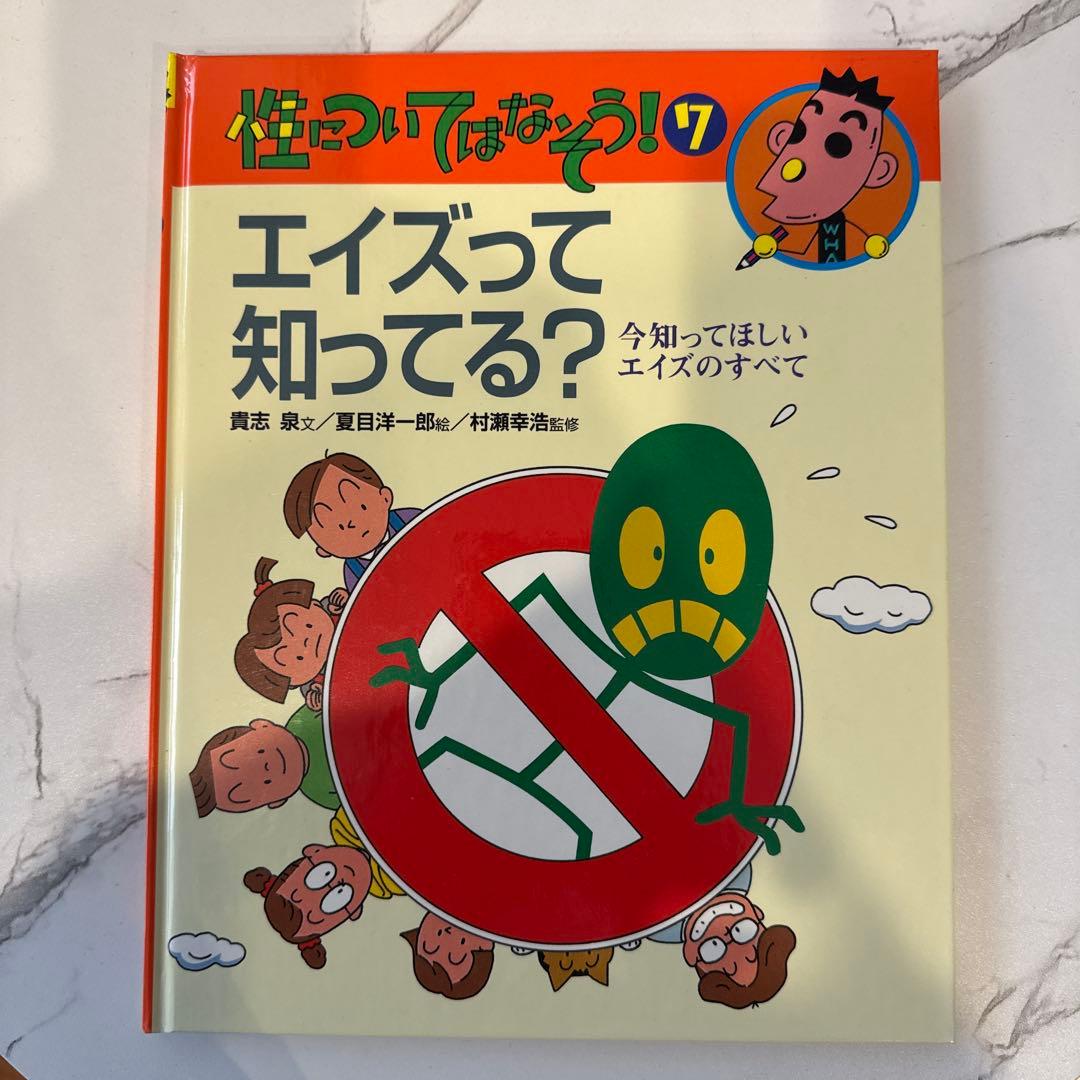 性についてはなそう!7
WHA
エイズって
知ってる?
今知ってほしい
エイズのすべて
貴志 泉文/夏目洋一郎絵/村瀬幸浩監修